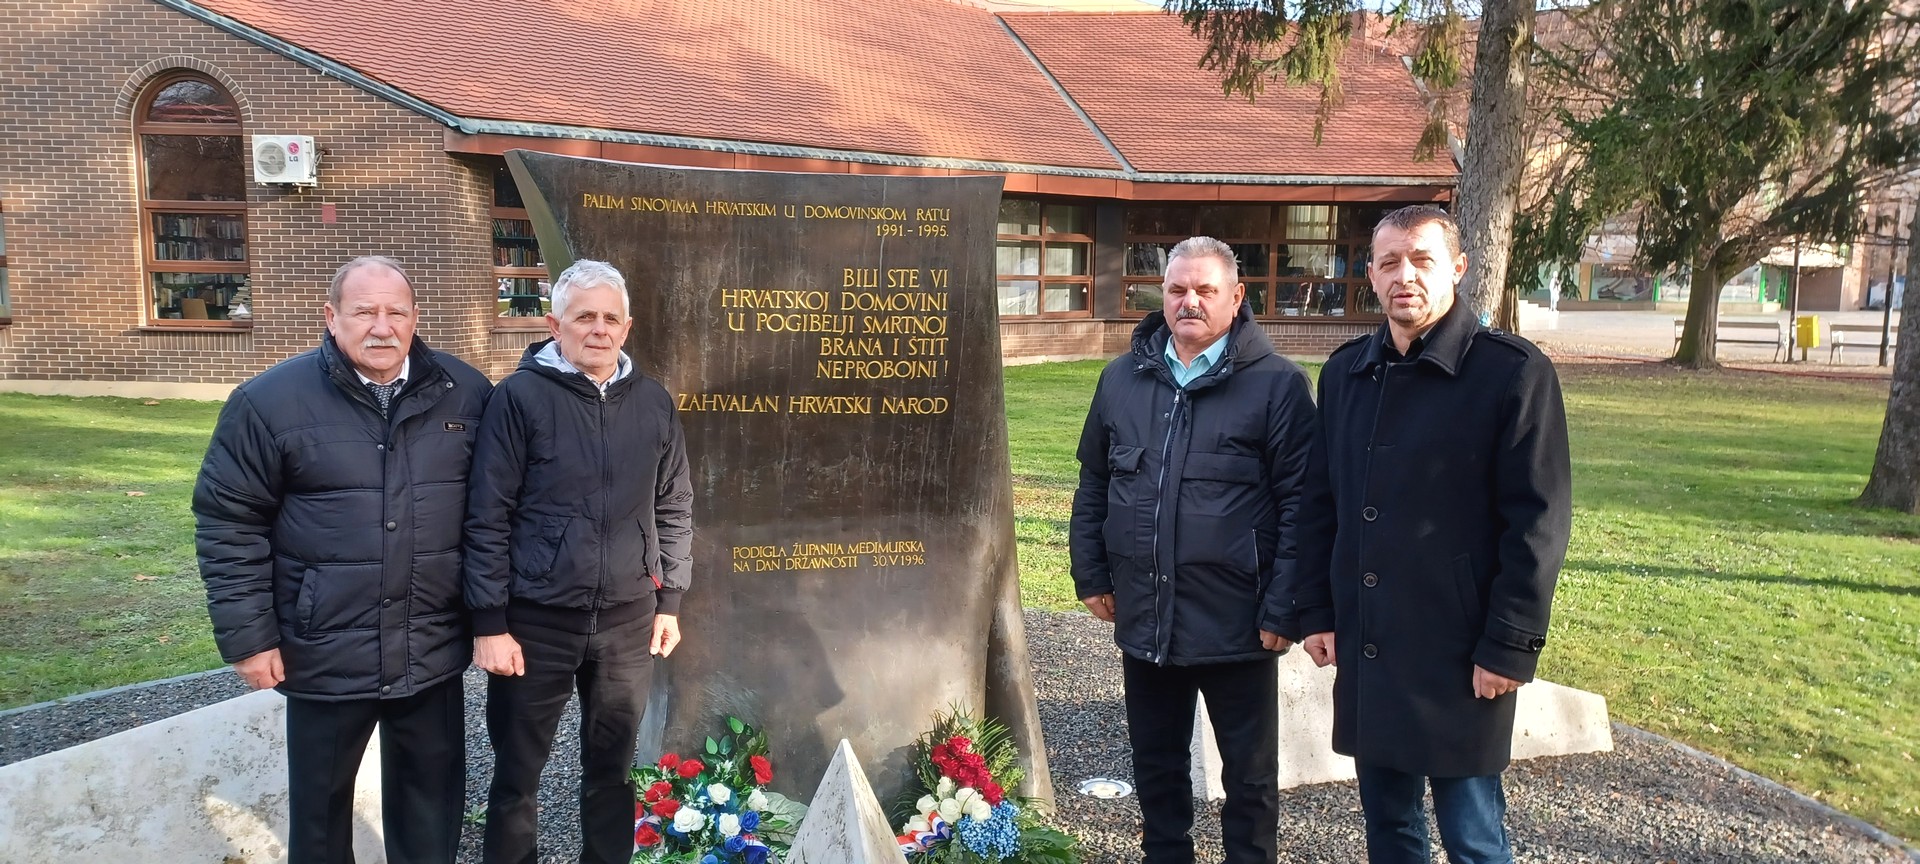 PALIM SINOVIMA HRVATSKIM U DOMOVINSKOM RATU
1991.- 1995.
BILI STE VI
HRVATSKOJ DOMOVINI
U POGIBELJI SMRTNOJ
BRANA I ŠTIT
NEPROBOJNI !
ZAHVALAN HRVATSKI NAROD
PODIGLA ŽUPANIJA MEĐIMURSKA
NA DAN DRŽAVNOSTI 30.V 1996.
LG